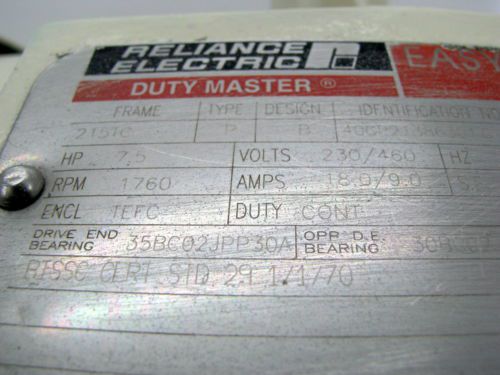 RELIANCE
ELECTRIC
EASY
DUTY MASTER ®
FRAME TYPE DESIGN IDENTIFICATION NO
P B
HP 7.5 VOLTS 230/460 HZ
RPM 1760 AMPS 18.0/9.0
ENCL TEFC DUTY CONT
DRIVE END BEARING 35BC02JPP30A OPP D.E. BEARING
CERT STD 29 1/1/70